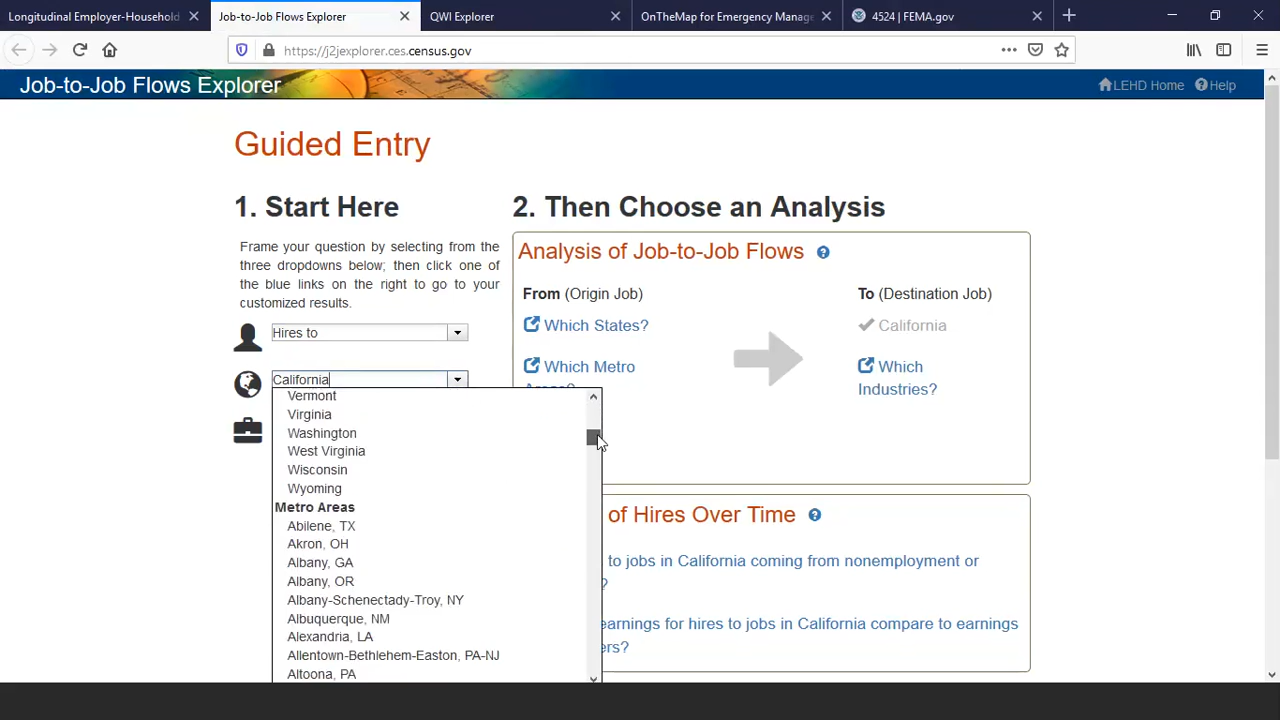 Longitudinal Employer-Household
Job-to-Job Flows Explorer
QWI Explorer
OnTheMap for Emergency Manage
4524 | FEMA.gov
https://j2jexplorer.ces.census.gov
Job-to-Job Flows Explorer
LEHD Home
Help
Guided Entry
1. Start Here
Frame your question by selecting from the
three dropdowns below; then click one of
the blue links on the right to go to your
customized results.
Hires to
California
Vermont
Virginia
Washington
West Virginia
Wisconsin
Wyoming
Metro Areas
Abilene, TX
Akron, OH
Albany, GA
Albany, OR
Albany-Schenectady-Troy, NY
Albuquerque, NM
Alexandria, LA
Allentown-Bethlehem-Easton, PA-NJ
Altoona, PA
2. Then Choose an Analysis
Analysis of Job-to-Job Flows
From (Origin Job)
To (Destination Job)
Which States?
California
Which Metro
Which
Industries?
of Hires Over Time
to jobs in California coming from nonemployment or
?
earnings for hires to jobs in California compare to earnings
ers?